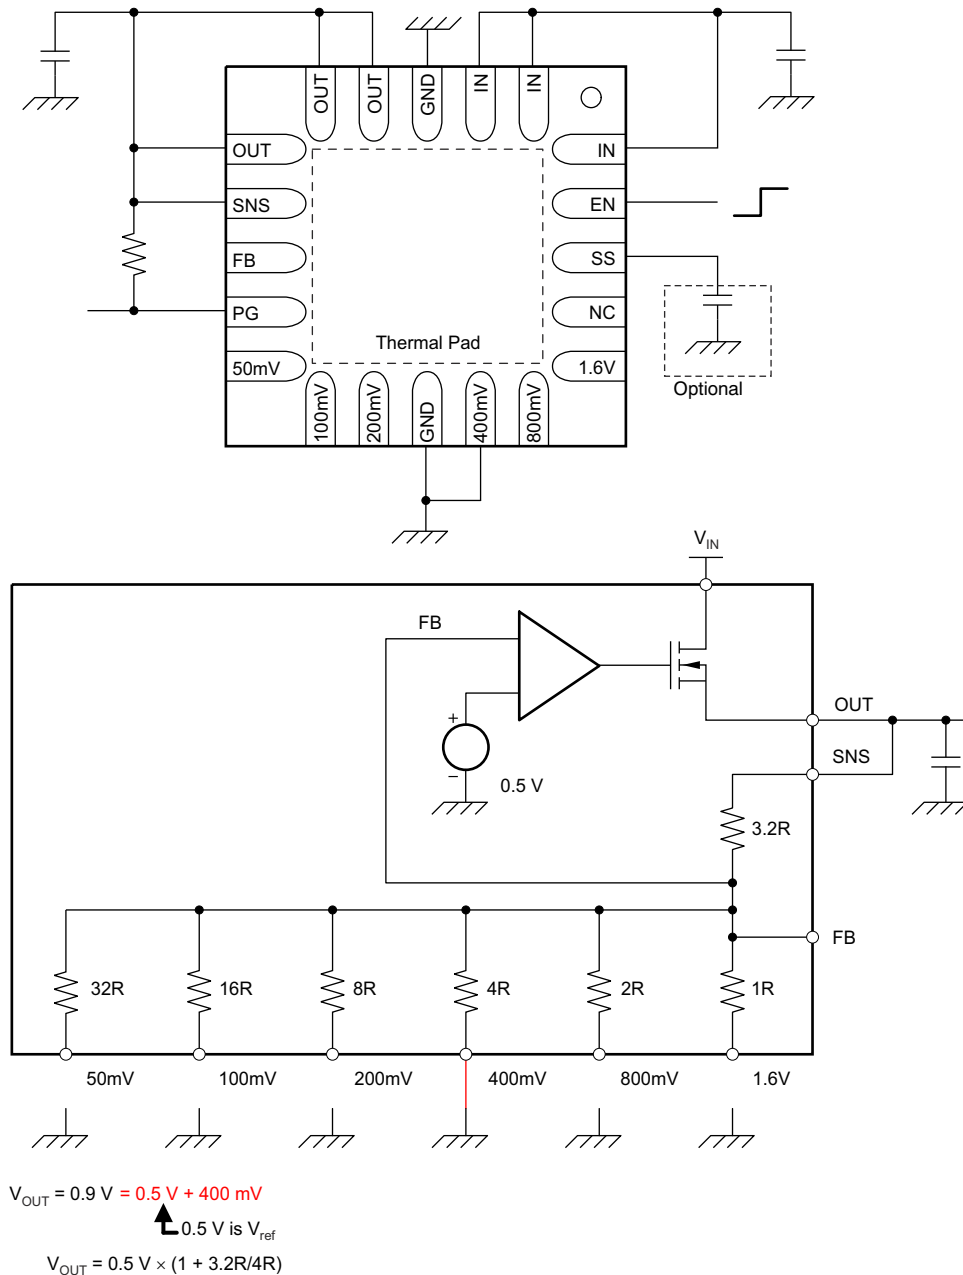 OUT OUT GND IN IN
OUT IN
SNS EN
FB SS
PG NC
Thermal Pad
50mV 1.6V
Optional
100mV 200mV GND 400mV 800mV
VIN
FB
+
OUT
SNS
−
0.5 V
3.2R
FB
32R 16R 8R 4R 2R 1R
50mV 100mV 200mV 400mV 800mV 1.6V
VOUT = 0.9 V = 0.5 V + 400 mV
0.5 V is Vref
VOUT = 0.5 V × (1 + 3.2R/4R)